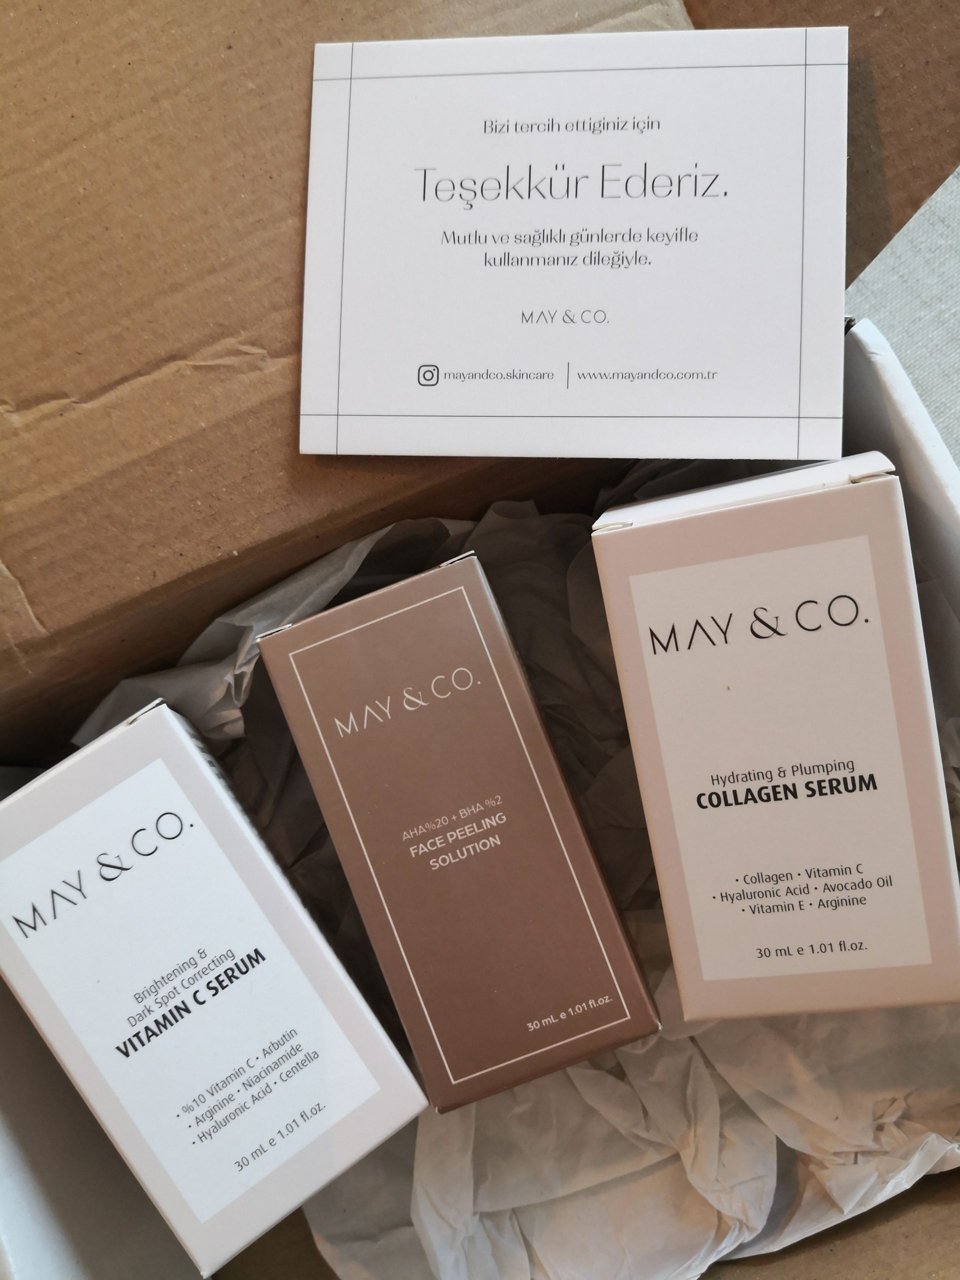 Bizi tercih ettiginiz için
Teşekkür Ederiz.
Mutlu ve sağlıklı günlerde keyifle
kullanmanız dileğiyle.
MAY & CO.
mayandco.skincare | www.mayandco.com.tr
MAY & CO.
Brightening &
Dark Spot Correcting
VITAMIN C SERUM
• %10 Vitamin C • Arbutin
• Arginine • Niacinamide
• Hyaluronic Acid • Centella
30 mL e 1.01 fl.oz.
MAY & CO.
AHA%20 + BHA %2
FACE PEELING
SOLUTION
30 mL e 1.01 fl.oz.
MAY & CO.
Hydrating & Plumping
COLLAGEN SERUM
• Collagen • Vitamin C
• Hyaluronic Acid • Avocado Oil
• Vitamin E • Arginine
30 mL e 1.01 fl.oz.